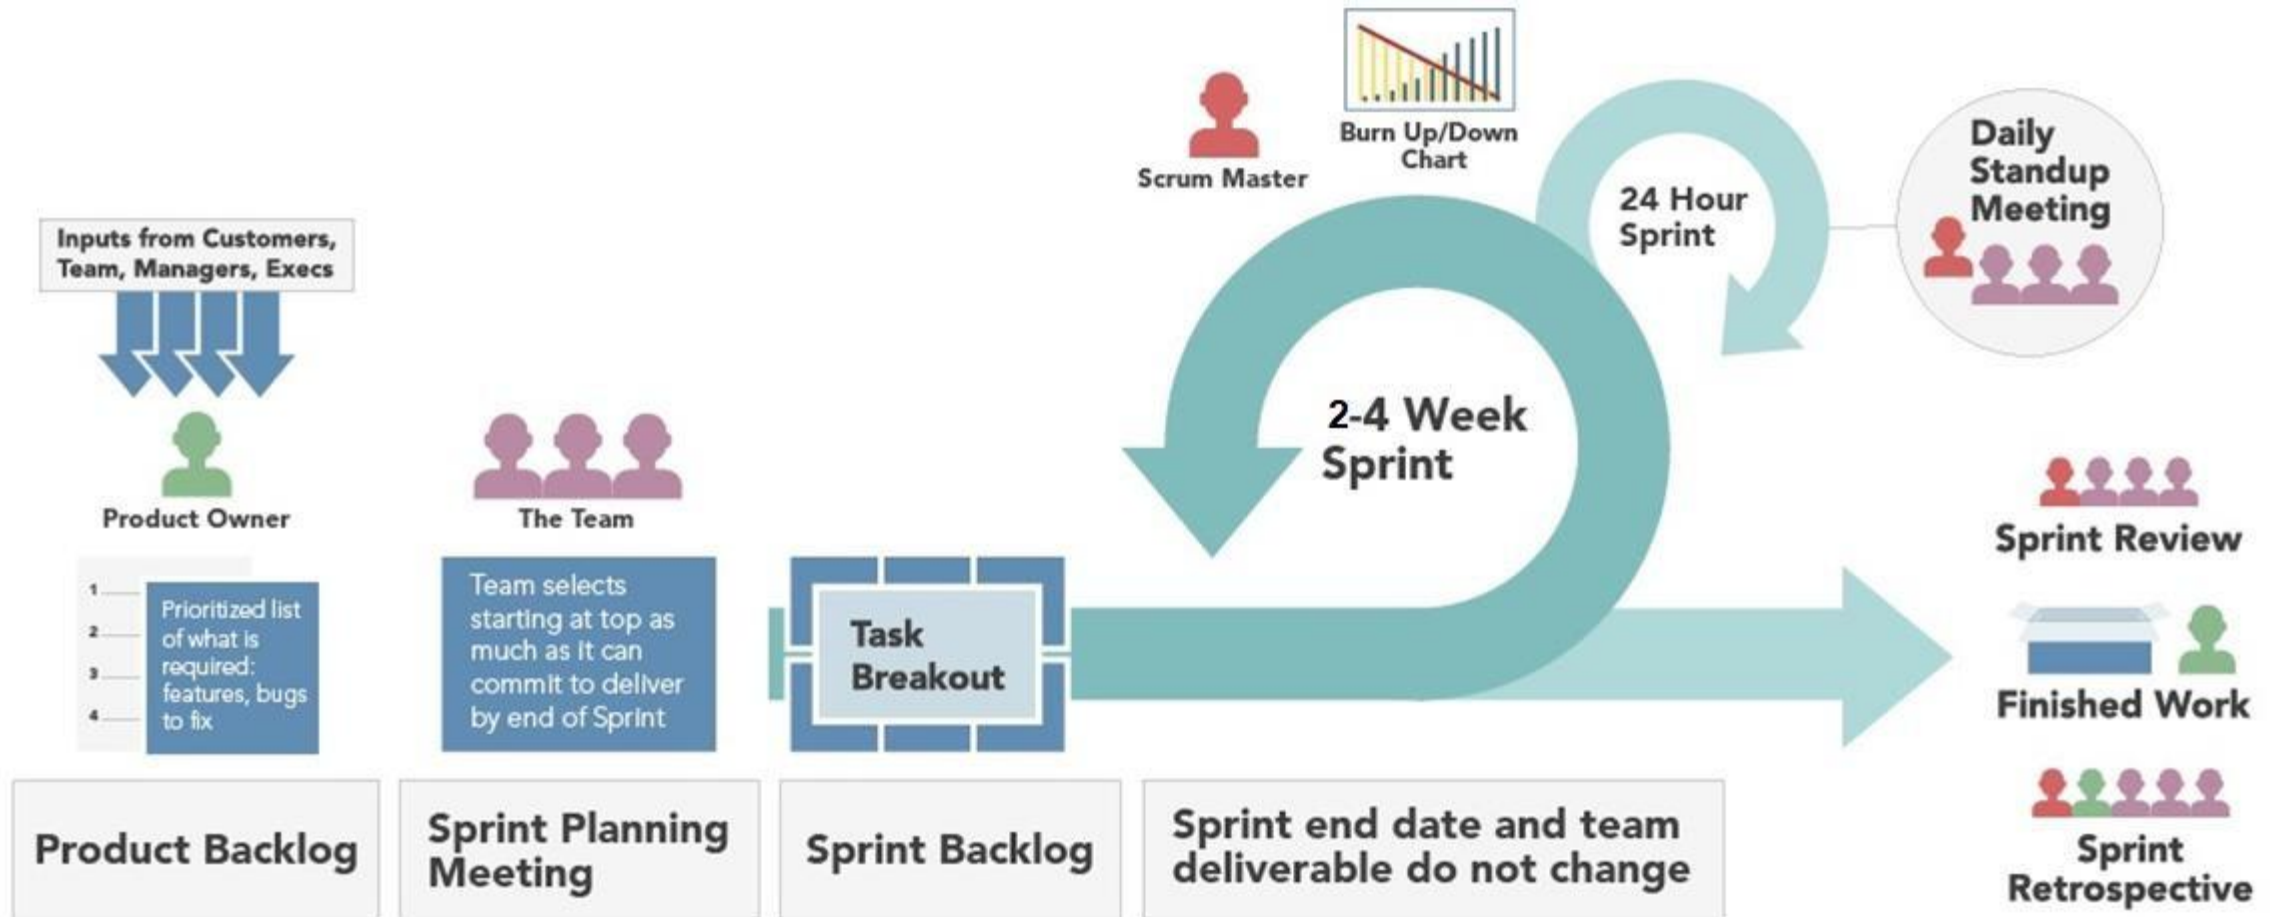 Inputs from Customers,
Team, Managers, Execs
Product Owner
1
2
3
4
Prioritized list
of what is
required:
features, bugs
to fix
Product Backlog
The Team
Team selects
starting at top as
much as it can
commit to deliver
by end of Sprint
Sprint Planning
Meeting
Task
Breakout
Sprint Backlog
Scrum Master
Burn Up/Down
Chart
2-4 Week
Sprint
24 Hour
Sprint
Daily
Standup
Meeting
Sprint end date and team
deliverable do not change
Sprint Review
Finished Work
Sprint
Retrospective